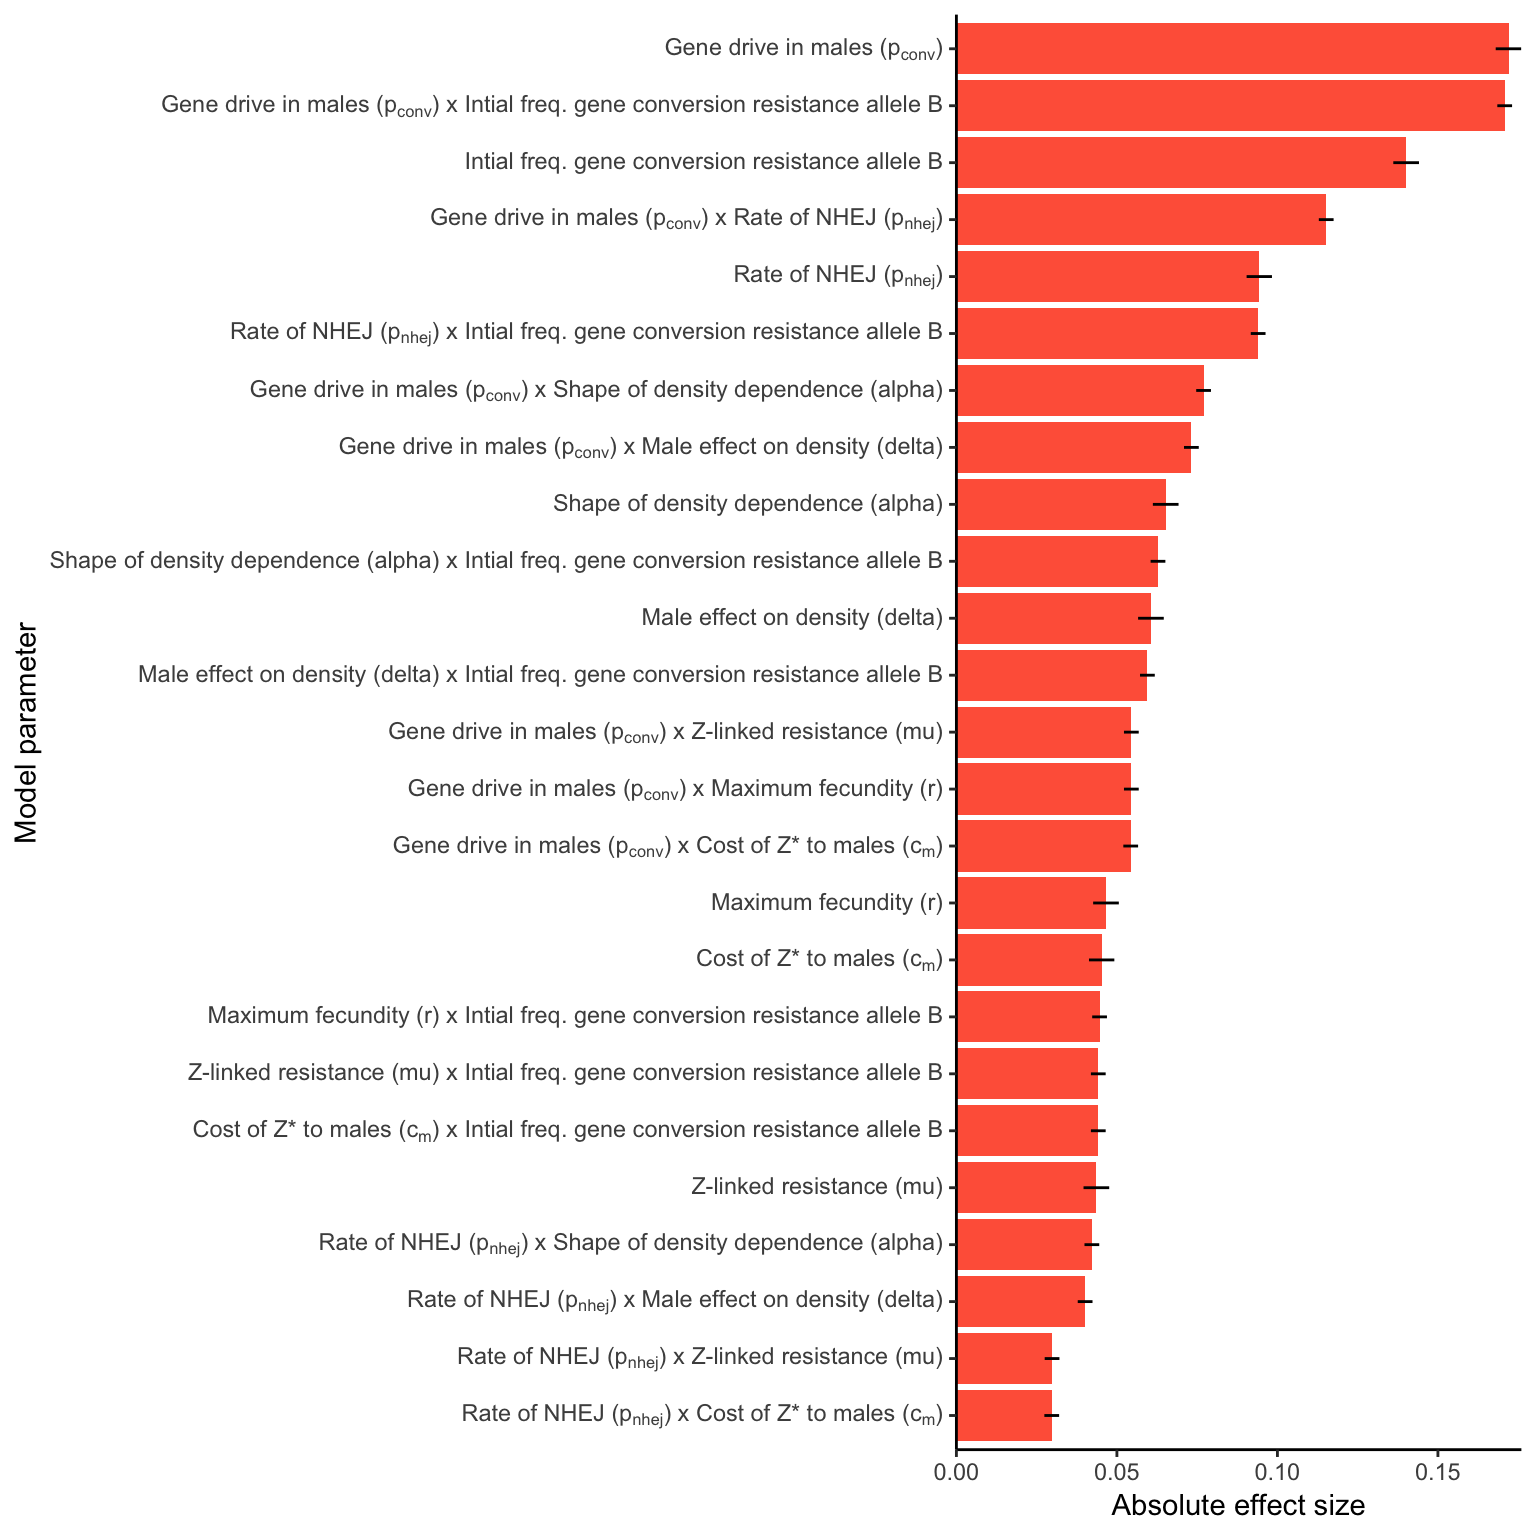 Gene drive in males (pconv)
Gene drive in males (pconv) x Intial freq. gene conversion resistance allele B
Intial freq. gene conversion resistance allele B
Gene drive in males (pconv) x Rate of NHEJ (pnhej)
Rate of NHEJ (pnhej)
Rate of NHEJ (pnhej) x Intial freq. gene conversion resistance allele B
Gene drive in males (pconv) x Shape of density dependence (alpha)
Gene drive in males (pconv) x Male effect on density (delta)
Shape of density dependence (alpha)
Shape of density dependence (alpha) x Intial freq. gene conversion resistance allele B
Male effect on density (delta)
Male effect on density (delta) x Intial freq. gene conversion resistance allele B
Gene drive in males (pconv) x Z-linked resistance (mu)
Gene drive in males (pconv) x Maximum fecundity (r)
Gene drive in males (pconv) x Cost of Z* to males (cm)
Maximum fecundity (r)
Cost of Z* to males (cm)
Maximum fecundity (r) x Intial freq. gene conversion resistance allele B
Z-linked resistance (mu) x Intial freq. gene conversion resistance allele B
Cost of Z* to males (cm) x Intial freq. gene conversion resistance allele B
Z-linked resistance (mu)
Rate of NHEJ (pnhej) x Shape of density dependence (alpha)
Rate of NHEJ (pnhej) x Male effect on density (delta)
Rate of NHEJ (pnhej) x Z-linked resistance (mu)
Rate of NHEJ (pnhej) x Cost of Z* to males (cm)
Model parameter
0.00 0.05 0.10 0.15
Absolute effect size